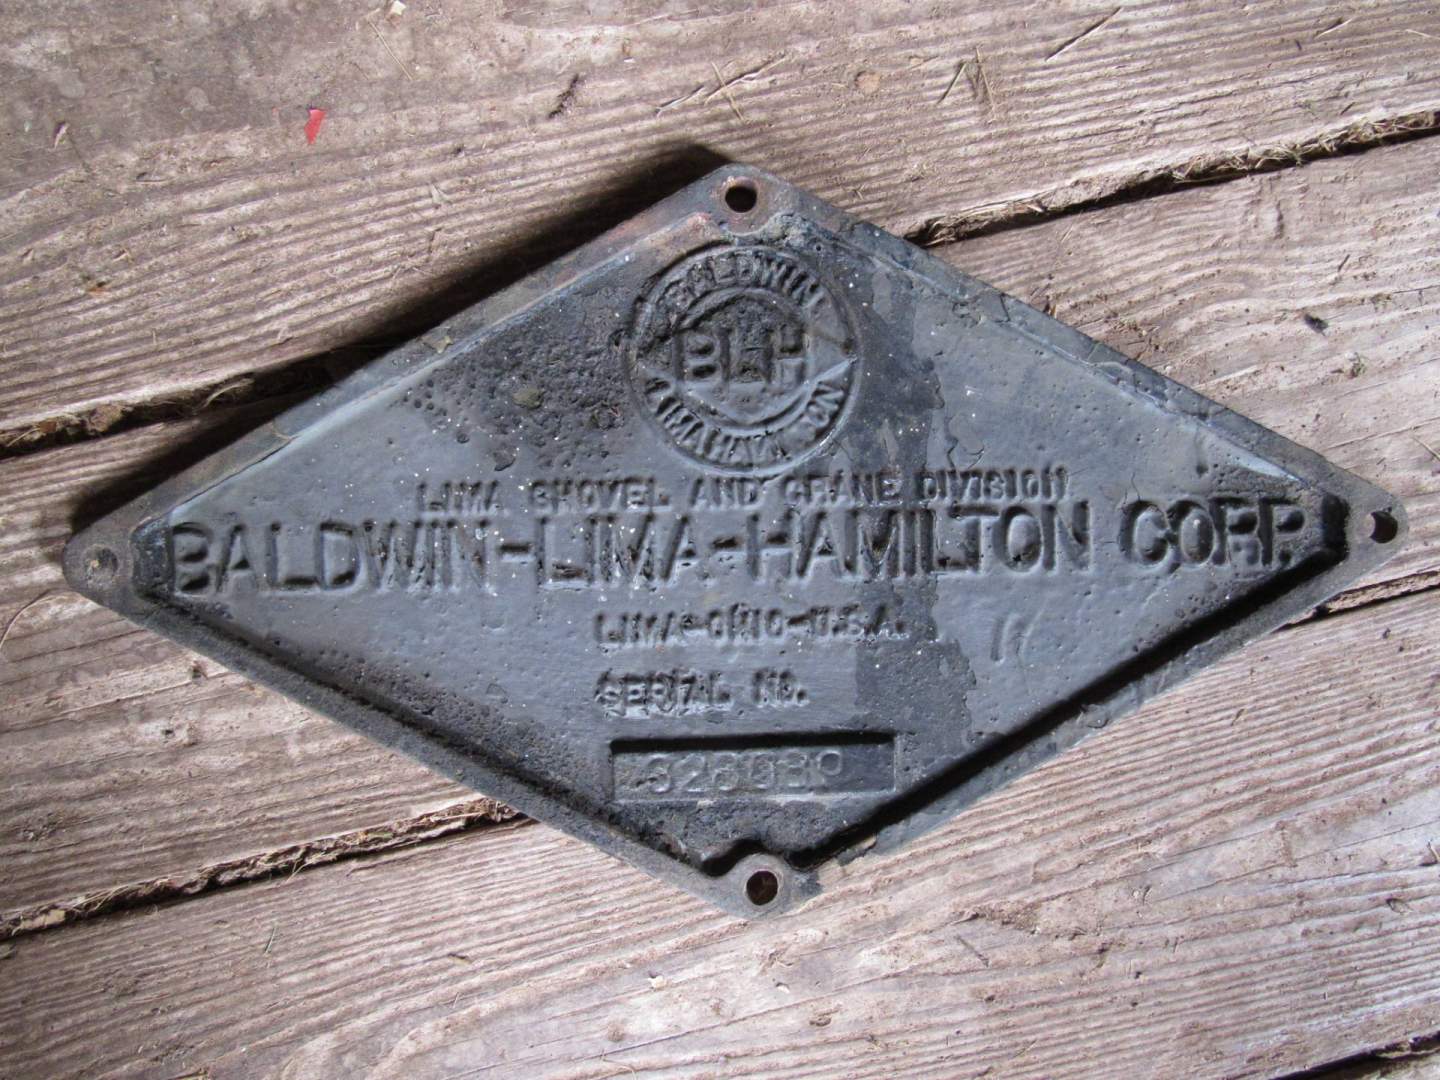 BALDWIN
BLH
LIMA HAMILTON
LIMA SHOVEL AND CRANE DIVISION
BALDWIN-LIMA-HAMILTON CORP.
LIMA-OHIO-U.S.A.
SERIAL NO.